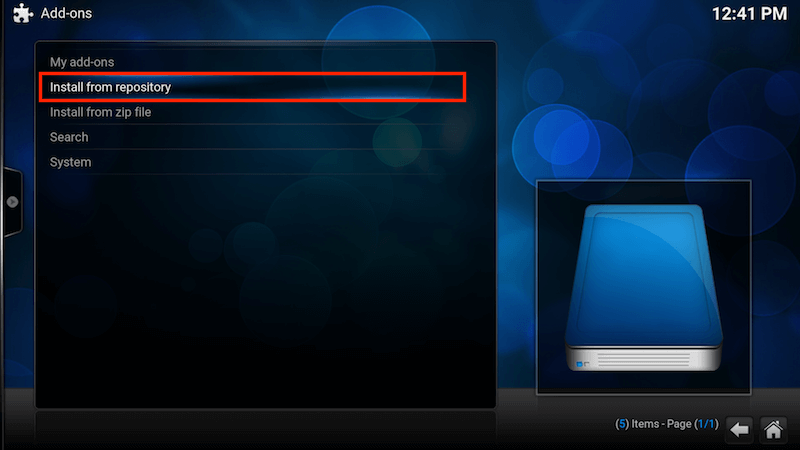 Add-ons
12:41 PM
My add-ons
Install from repository
Install from zip file
Search
System
(5) Items - Page (1/1)